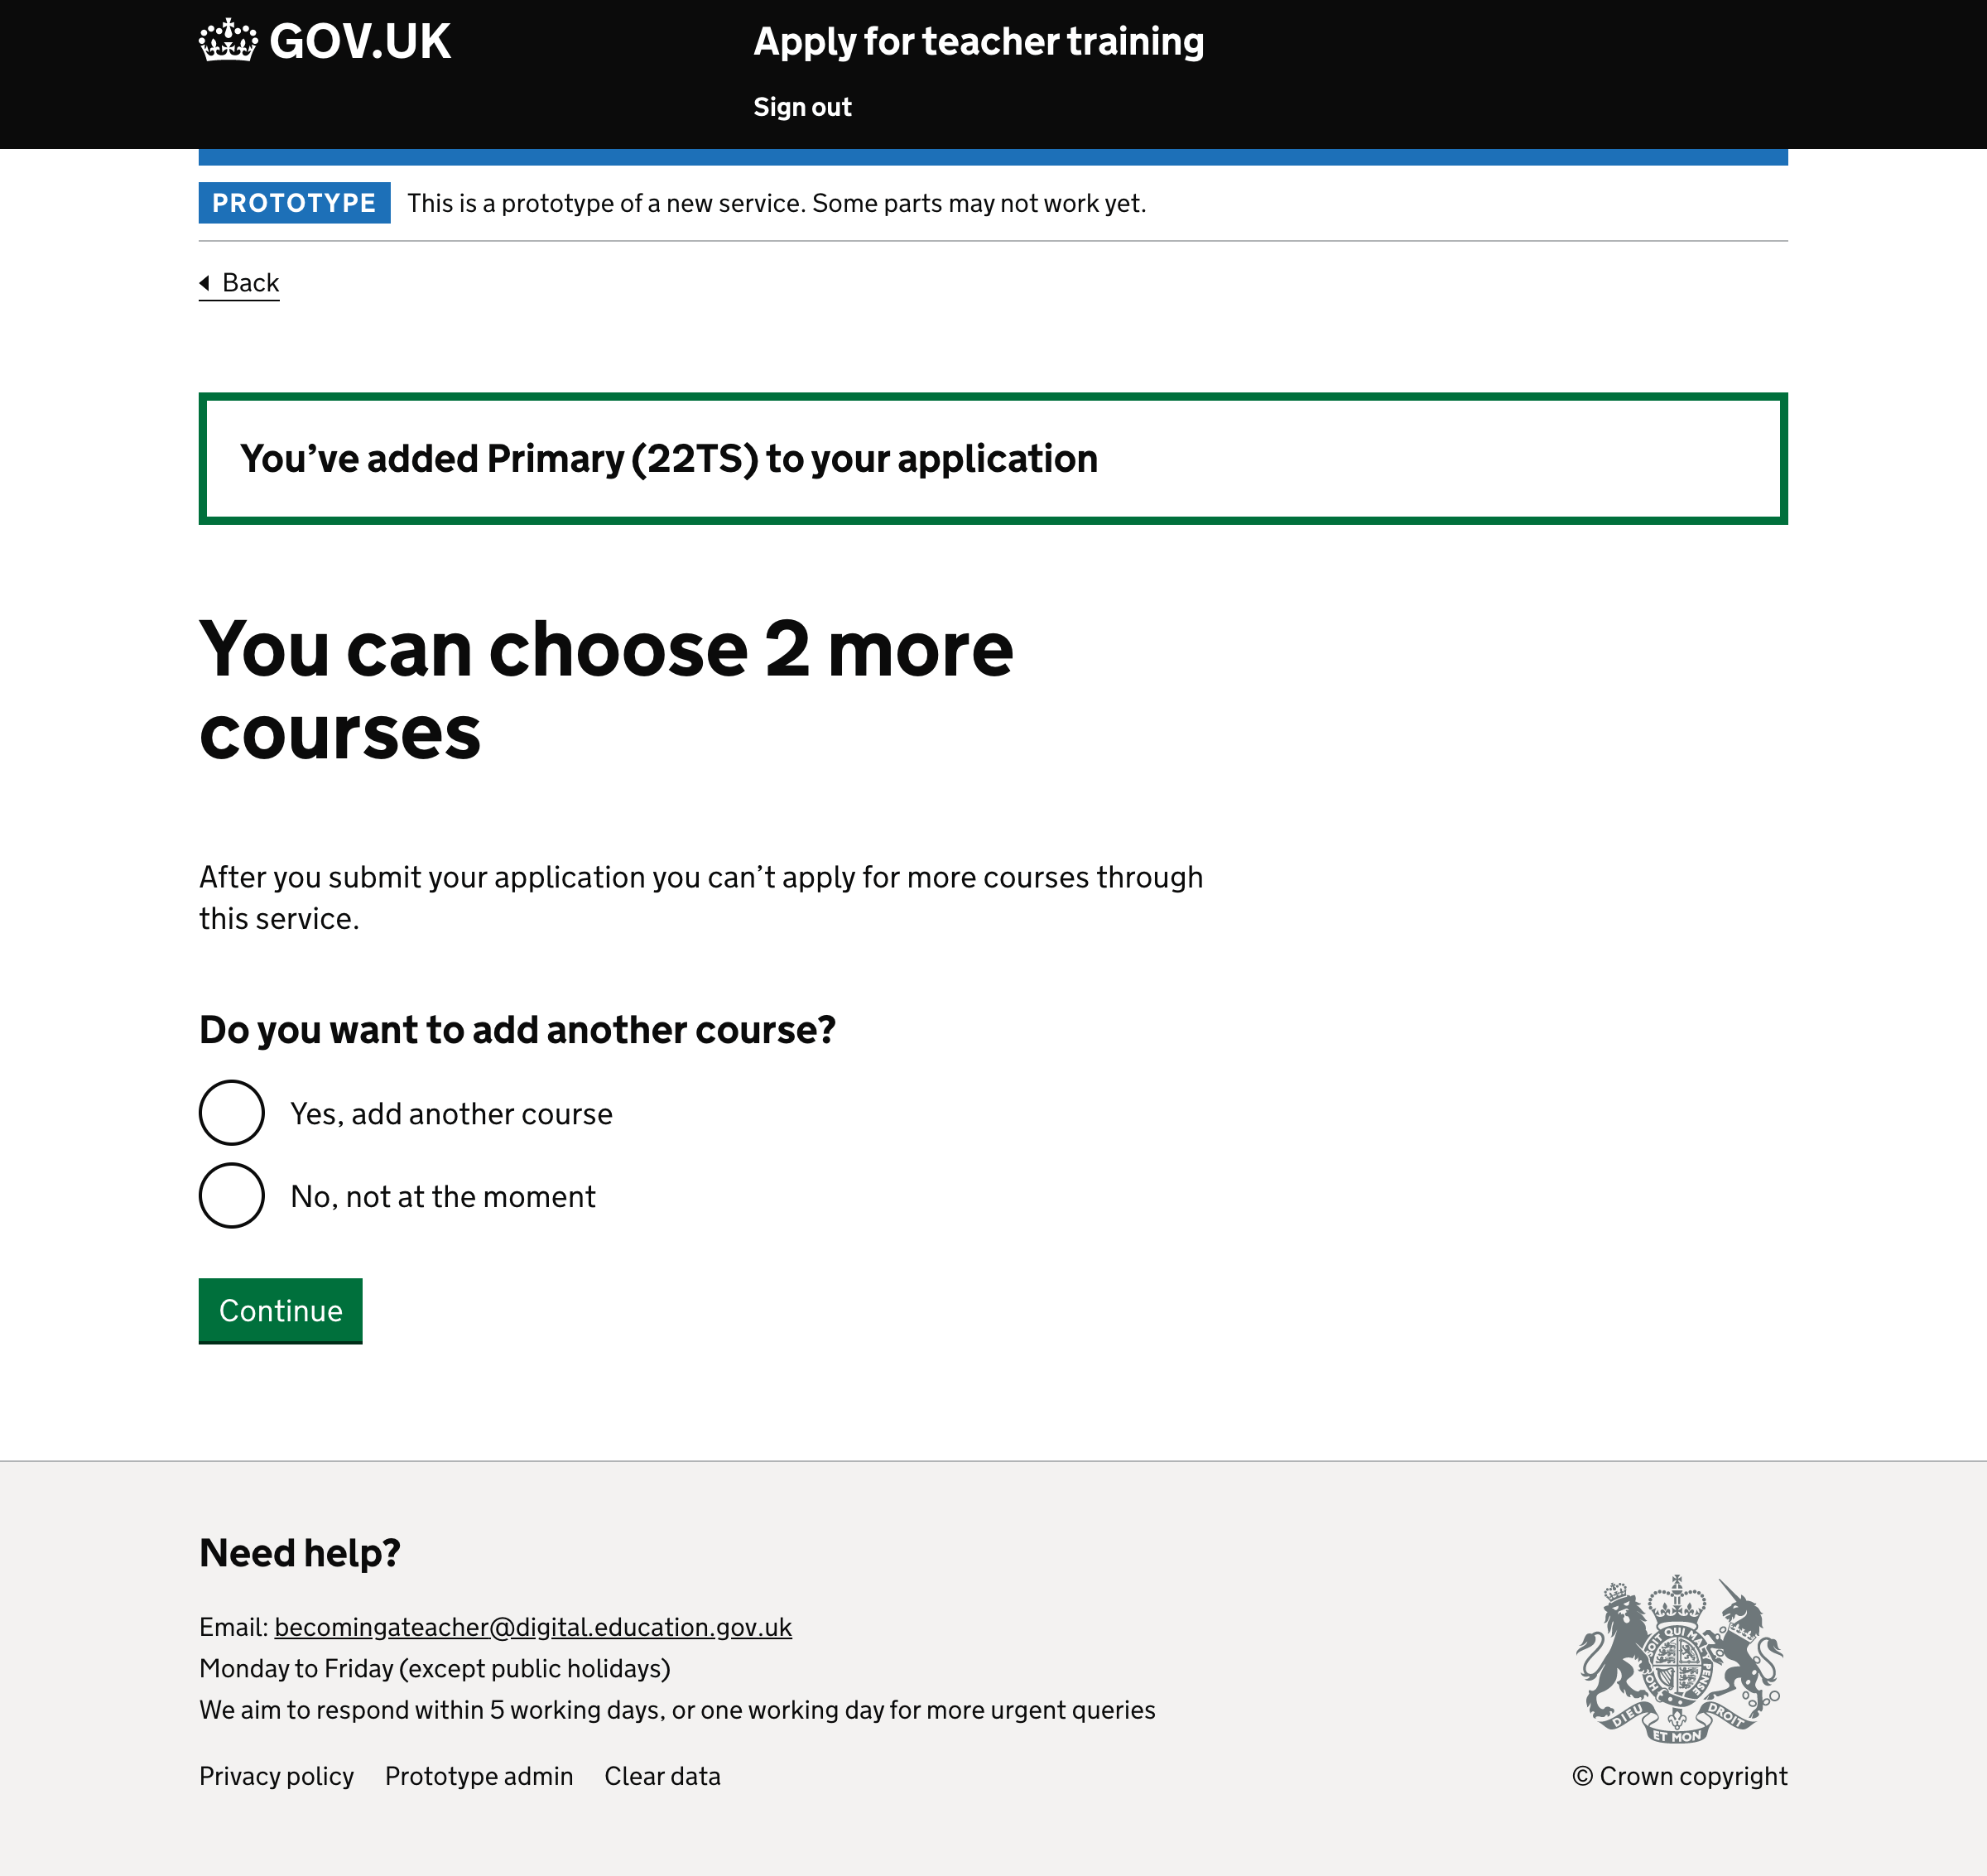 GOV.UK
Apply for teacher training
Sign out
PROTOTYPE This is a prototype of a new service. Some parts may not work yet.
Back
You’ve added Primary (22TS) to your application
You can choose 2 more
courses
After you submit your application you can’t apply for more courses through
this service.
Do you want to add another course?
Yes, add another course
No, not at the moment
Continue
Need help?
Email: becomingateacher@digital.education.gov.uk
Monday to Friday (except public holidays)
We aim to respond within 5 working days, or one working day for more urgent queries
Privacy policy Prototype admin Clear data
DIEU ET MON DROIT
© Crown copyright